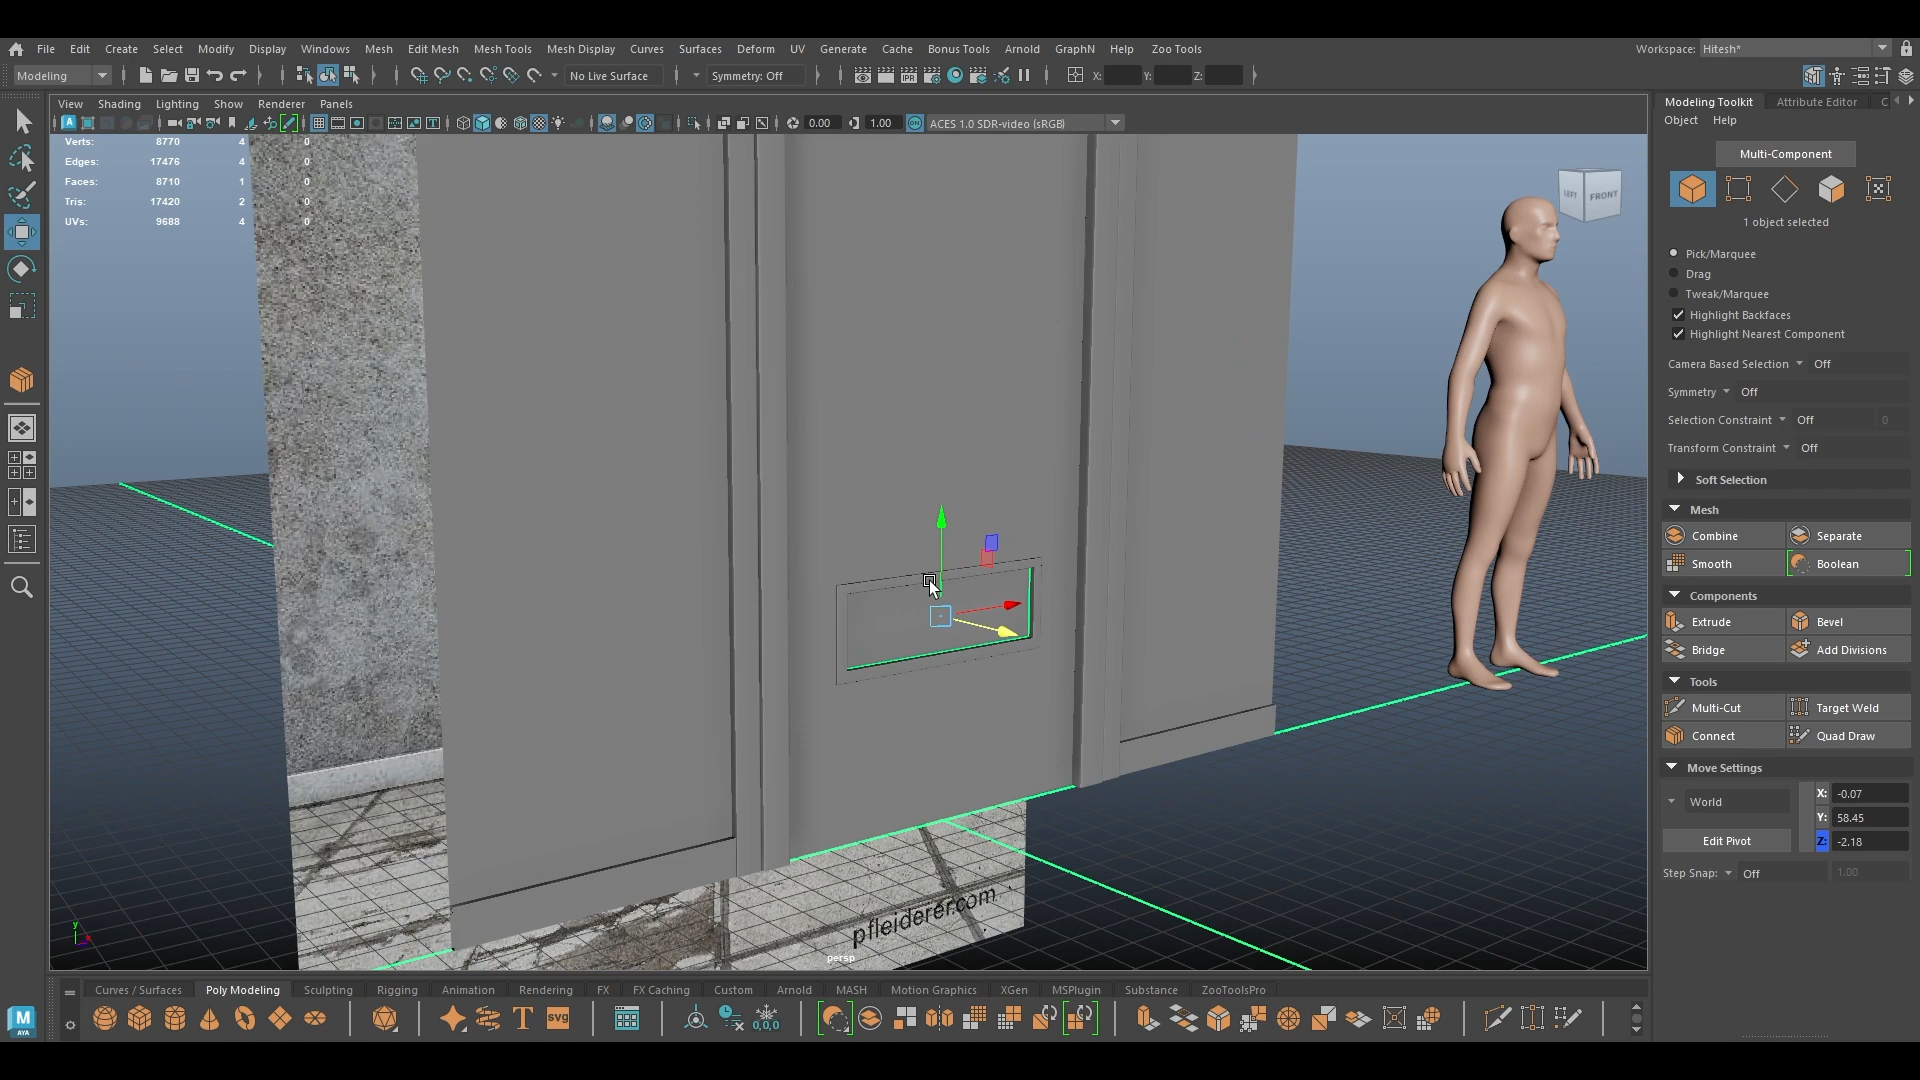 File Edit Create Select Modify Display Windows Mesh Edit Mesh Mesh Tools Mesh Display Curves Surfaces Deform UV Generate Cache Bonus Tools Arnold GraphN Help Zoo Tools Workspace: Hitesh*
Modeling No Live Surface Symmetry: Off IPR X: Y: Z:
View Shading Lighting Show Renderer Panels
0.00 1.00 ON ACES 1.0 SDR-video (sRGB)
Verts: 8770 4 0
Edges: 17476 4 0
Faces: 8710 1 0
Tris: 17420 2 0
UVs: 9688 4 0
LEFT FRONT
pfleiderer.com
persp
y
Modeling Toolkit Attribute Editor C
Object Help
Multi-Component
1 object selected
Pick/Marquee
Drag
Tweak/Marquee
Highlight Backfaces
Highlight Nearest Component
Camera Based Selection Off
Symmetry Off
Selection Constraint Off 0
Transform Constraint Off
Soft Selection
Mesh
Combine Separate
Smooth Boolean
Components
Extrude Bevel
Bridge Add Divisions
Tools
Multi-Cut Target Weld
Connect Quad Draw
Move Settings
World X: -0.07
Y: 58.45
Edit Pivot Z: -2.18
Step Snap: Off 1.00
Curves / Surfaces Poly Modeling Sculpting Rigging Animation Rendering FX FX Caching Custom Arnold MASH Motion Graphics XGen MSPlugin Substance ZooToolsPro
M AYA T svg 0,0,0